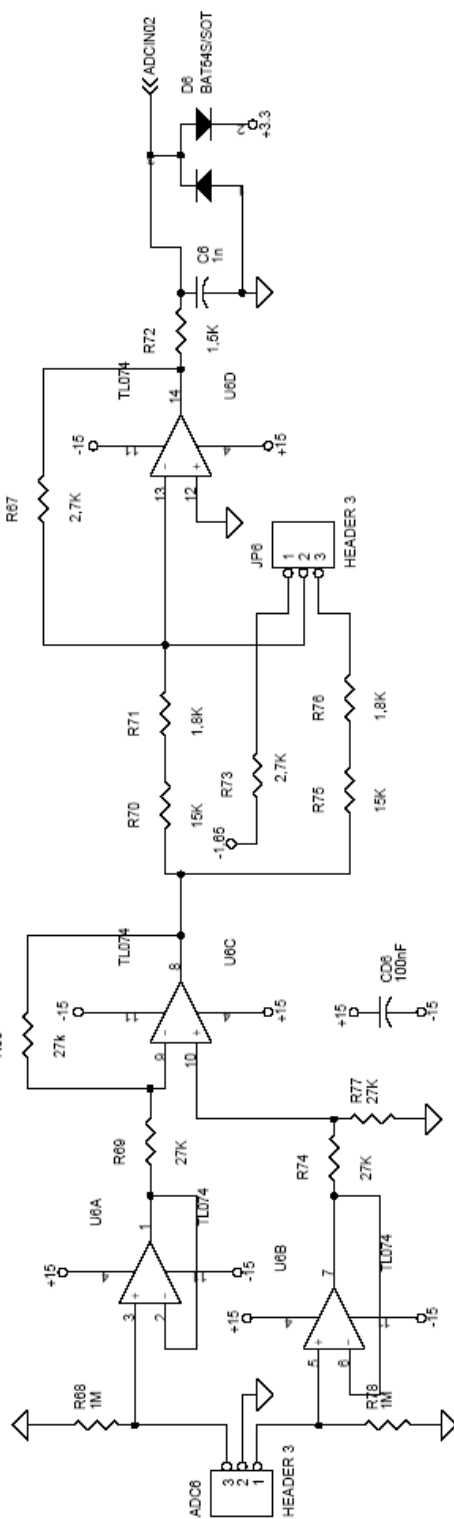 ADCIN02
D6
BAT54S/SOT
2
+3.3
C6
1n
R72
1,5K
TL074
14
U6D
-15
+15
13
12
-
+
R67
2,7K
JP6
1
2
3
HEADER 3
R71
1,8K
R76
1,8K
R70
15K
R73
2,7K
R75
15K
-1,65
TL074
8
U6C
-15
+15
9
10
-
+
27k
CD6
100nF
+15
-15
R69
27K
R77
27K
R74
27K
U6A
TL074
1
+15
-15
3
2
+
-
U6B
TL074
7
+15
-15
5
6
+
-
R68
1M
R78
1M
ADC6
3
2
1
HEADER 3